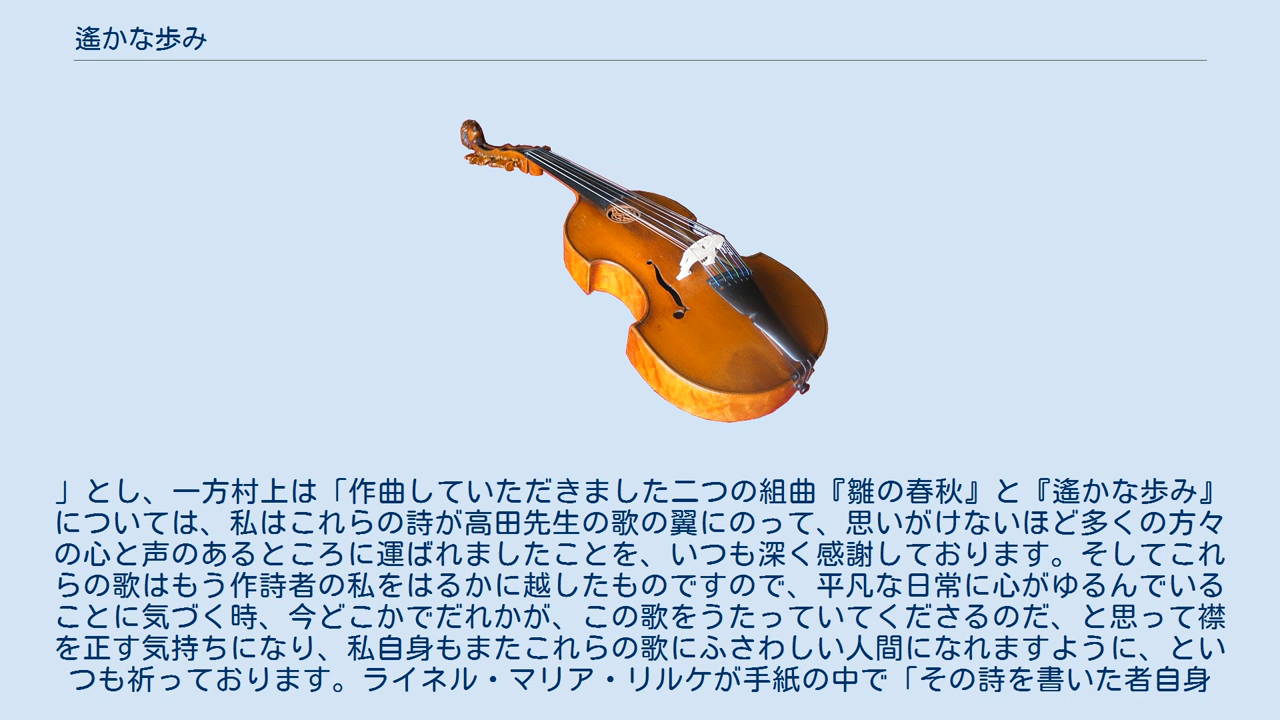 遙かな歩み
」とし、一方村上は「作曲していただきました二つの組曲『雛の春秋』と『遙かな歩み』
については、私はこれらの詩が高田先生の歌の翼にのって、思いがけないほど多くの方々
の心と声のあるところに運ばれましたことを、いつも深く感謝しております。そしてこれ
らの歌はもう作詩者の私をはるかに越したものですので、平凡な日常に心がゆるんでいる
ことに気づく時、今どこかでだれかが、この歌をうたっていてくださるのだ、と思って襟
を正す気持ちになり、私自身もまたこれらの歌にふさわしい人間になれますように、とい
つも祈っております。ライネル・マリア・リルケが手紙の中で「その詩を書いた者自身